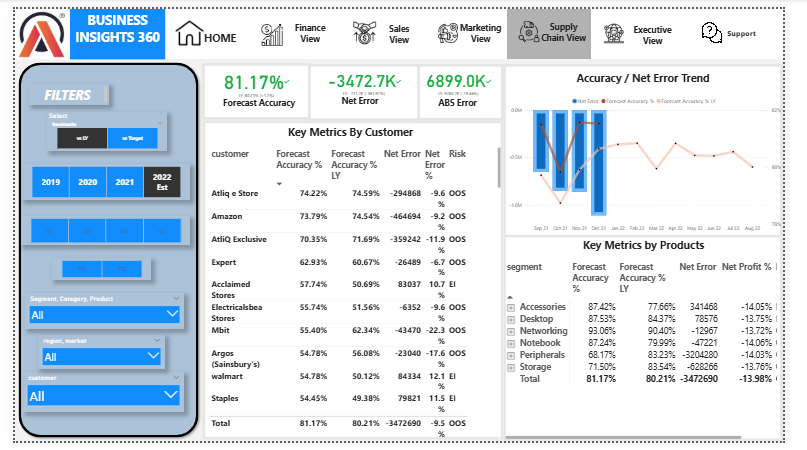 BUSINESS
INSIGHTS 360
HOME
Finance
View
Sales
View
Marketing
View
Supply
Chain View
Executive
View
Support
FILTERS
Select
Benchmarks
vs LY
vs Target
2019
2020
2021
2022
Est
Segment, Category, Product
All
region, market
All
customer
All
81.17%✓
Forecast Accuracy
-3472.7K✓
Net Error
6899.0K✓
ABS Error
Key Metrics By Customer
customer Forecast Accuracy % Forecast Accuracy % LY Net Error Net Error % Risk
Atliq e Store 74.22% 74.59% -294868 -9.6 % OOS
Amazon 73.79% 74.54% -464694 -9.2 % OOS
AtliQ Exclusive 70.35% 71.69% -359242 -11.9 % OOS
Expert 62.93% 60.67% -26489 -6.7 % OOS
Acclaimed Stores 57.74% 50.69% 83037 10.7 % EI
Electricalsbea Stores 55.74% 51.56% -6352 -9.6 % OOS
Mbit 55.40% 62.34% -43470 -22.3 % OOS
Argos (Sainsbury's) 54.78% 56.08% -23040 -17.6 % OOS
walmart 54.78% 50.12% 84334 12.1 % EI
Staples 54.45% 49.38% 79821 11.5 % EI
Total 81.17% 80.21% -3472690 -9.5 % OOS
Accuracy / Net Error Trend
Net Error Forecast Accuracy % Forecast Accuracy % LY
0.0M
-0.5M
-1.0M
82%
80%
78%
Sep 21 Oct 21 Nov 21 Dec 21 Jan 22 Feb 22 Mar 22 Apr 22 May 22 Jun 22 Jul 22 Aug 22
Key Metrics by Products
segment Forecast Accuracy % Forecast Accuracy % LY Net Error Net Profit %
Accessories 87.42% 77.66% 341468 -14.05%
Desktop 87.53% 84.37% 78576 -13.75%
Networking 93.06% 90.40% -12967 -13.72%
Notebook 87.24% 79.99% -47221 -14.06%
Peripherals 68.17% 83.23% -3204280 -14.03%
Storage 71.50% 83.54% -628266 -13.76%
Total 81.17% 80.21% -3472690 -13.98%